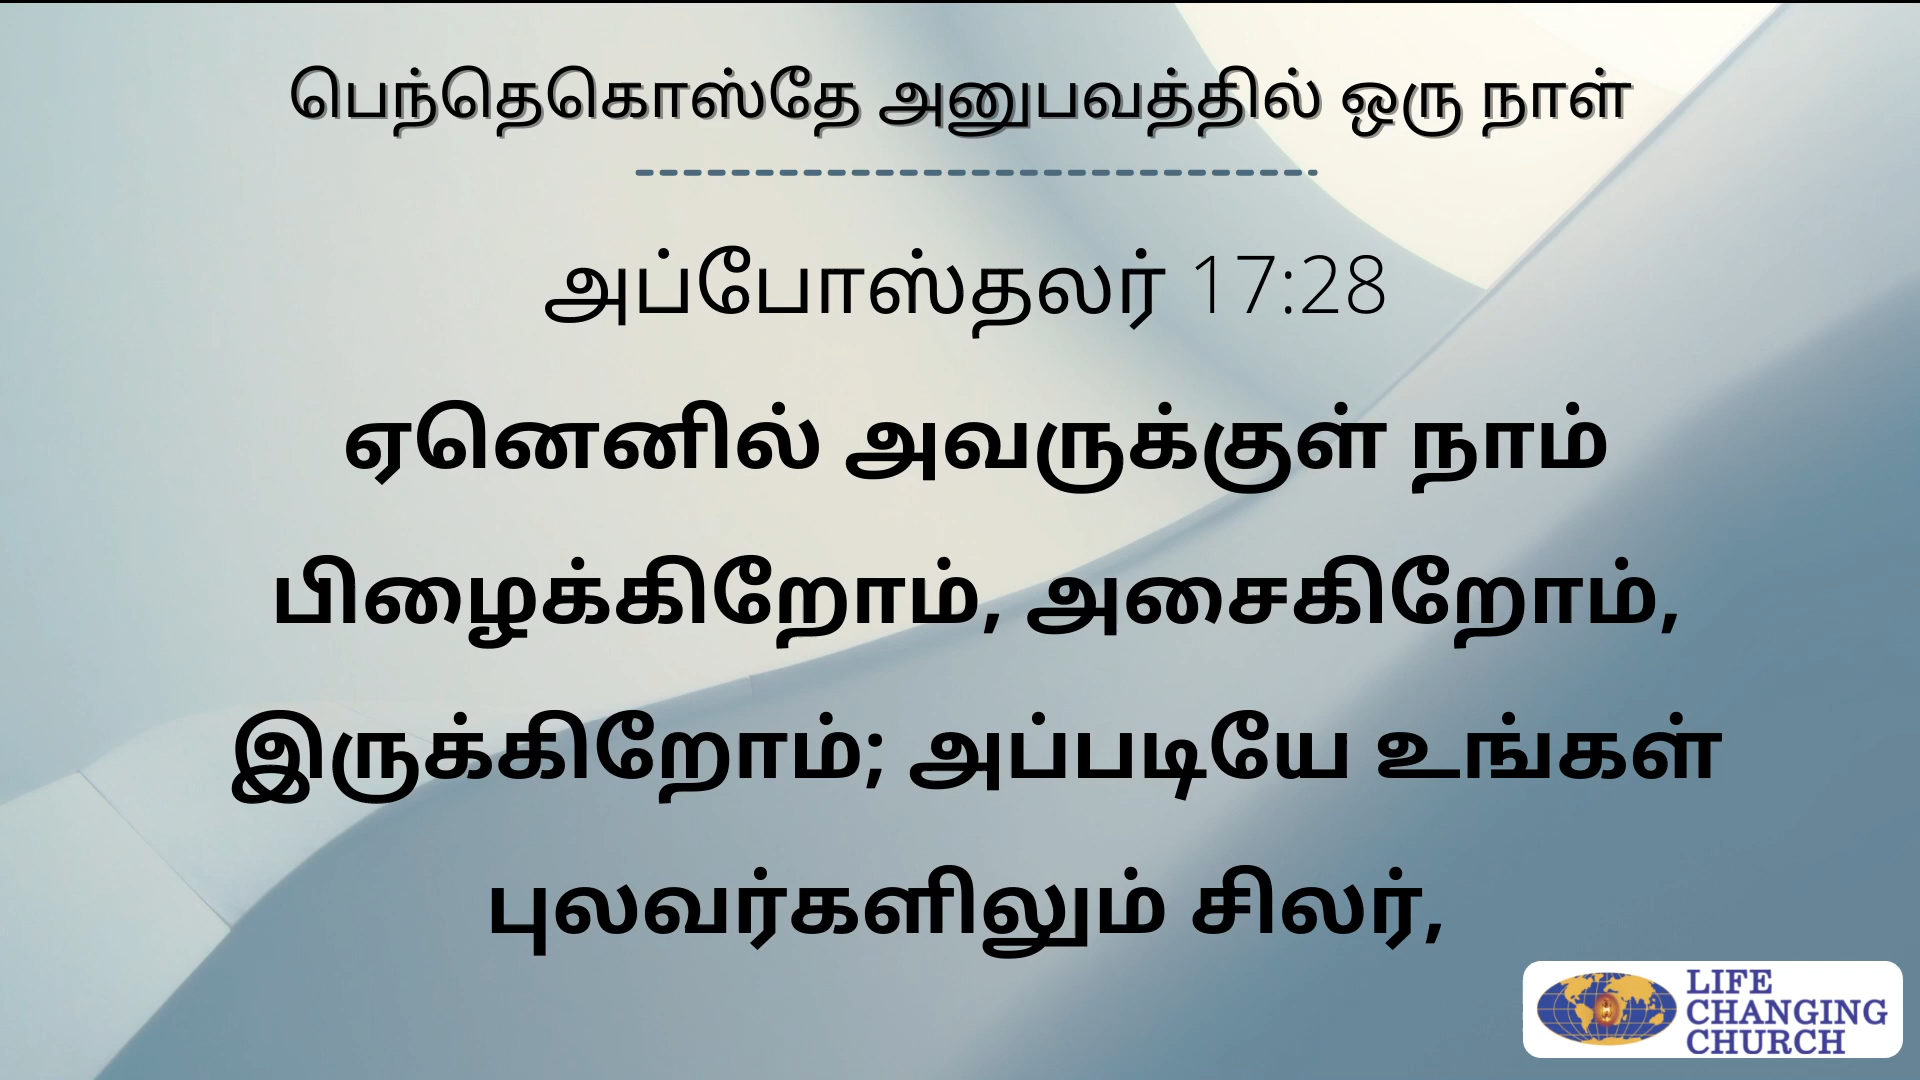 பெந்தெகொஸ்தே அனுபவத்தில் ஒரு நாள்
அப்போஸ்தலர் 17:28
ஏனெனில் அவருக்குள் நாம்
பிழைக்கிறோம், அசைகிறோம்,
இருக்கிறோம்; அப்படியே உங்கள்
புலவர்களிலும் சிலர்,
LIFE
CHANGING
CHURCH